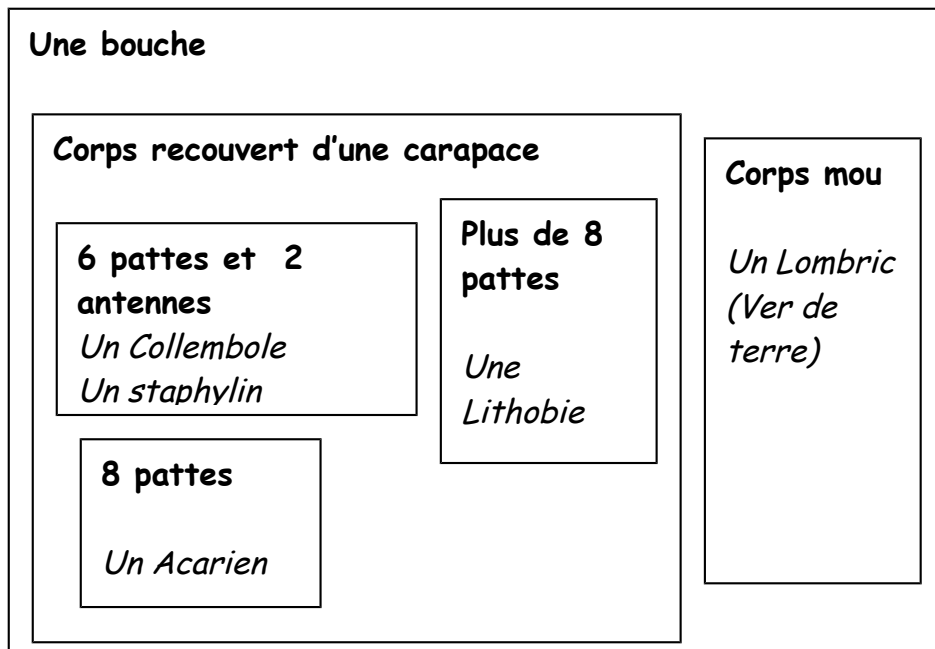 Une bouche
Corps recouvert d'une carapace
6 pattes et 2
antennes
Un Collembole
Un staphylin
8 pattes
Un Acarien
Plus de 8
pattes
Une
Lithobie
Corps mou
Un Lombric
(Ver de
terre)